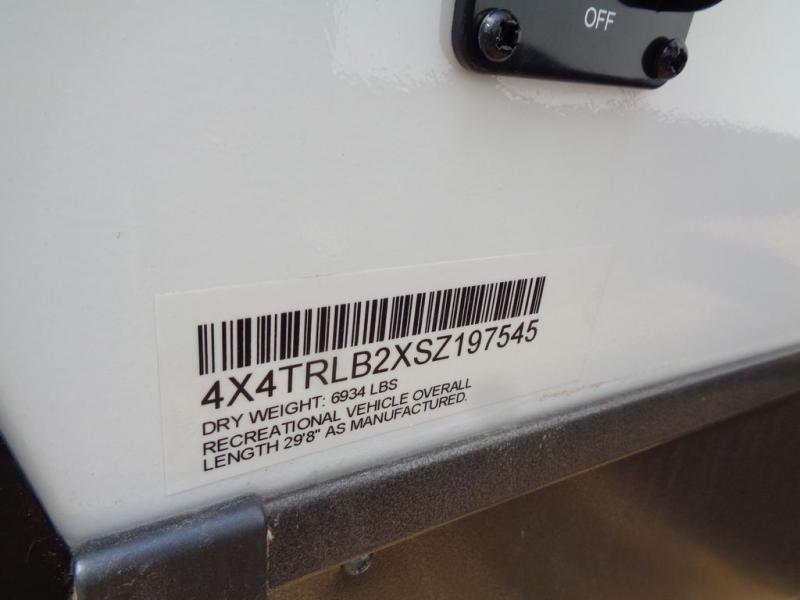 OFF
4X4TRLB2XSZ197545
DRY WEIGHT: 6934 LBS
RECREATIONAL VEHICLE OVERALL
LENGTH 29'8" AS MANUFACTURED.